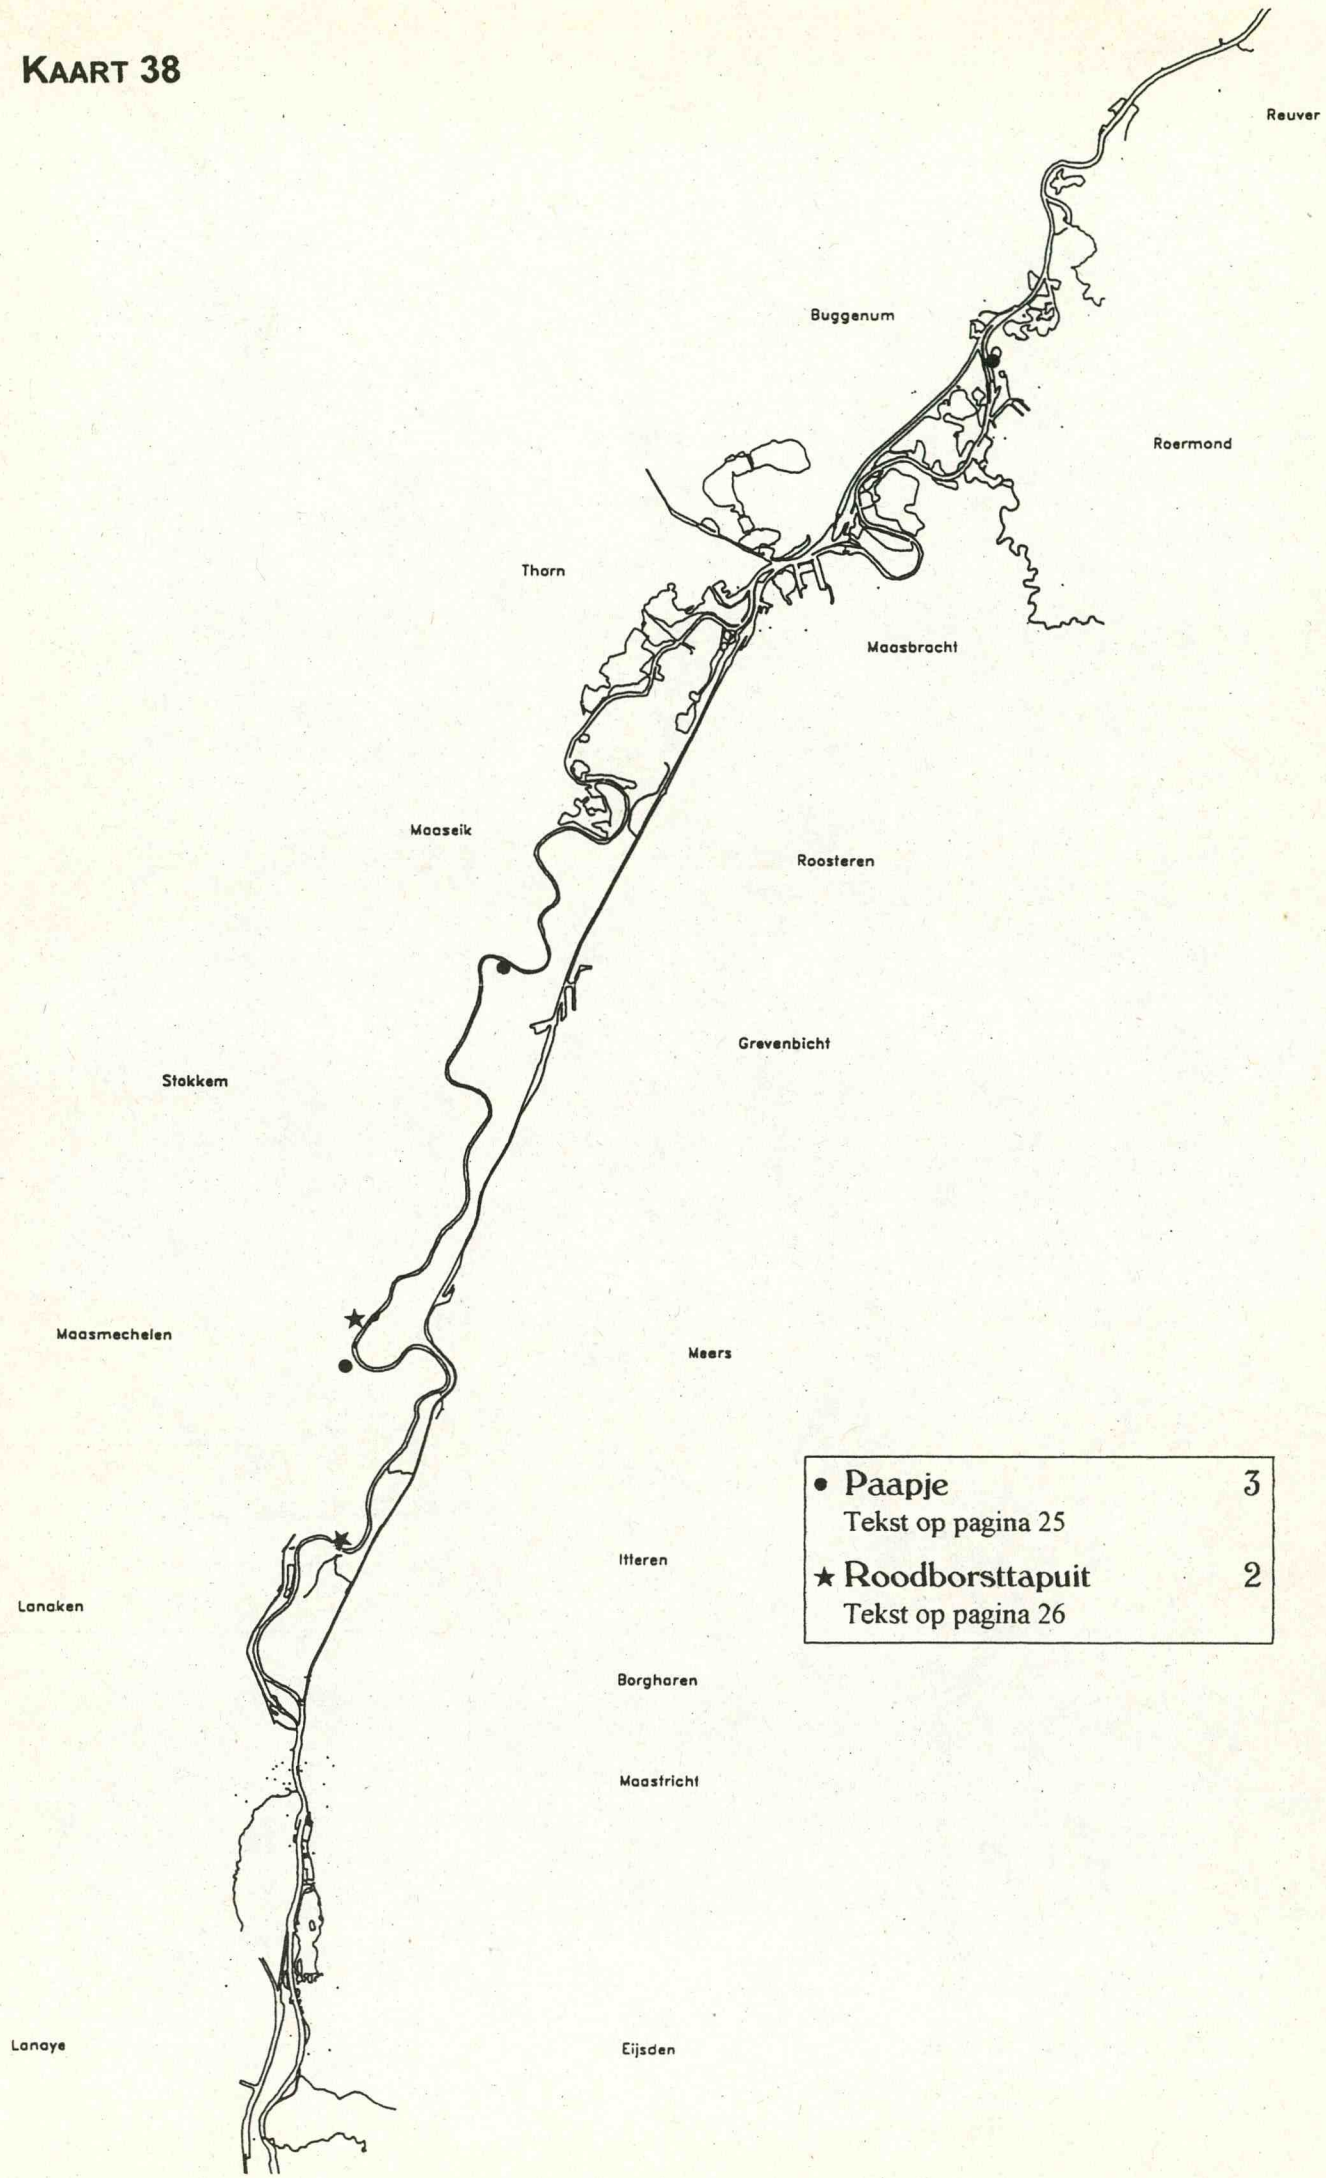 KAART 38
Reuver
Buggenum
Roermond
Thorn
Maasbracht
Maaseik
Roosteren
Grevenbicht
Stokkem
Maasmechelen
Meers
● Paapje 3
Tekst op pagina 25
★ Roodborsttapuit 2
Tekst op pagina 26
Itteren
Lanaken
Borgharen
Maastricht
Lanaye
Eijsden